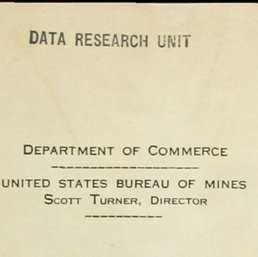 DATA RESEARCH UNIT
DEPARTMENT OF COMMERCE
UNITED STATES BUREAU OF MINES
SCOTT TURNER, DIRECTOR